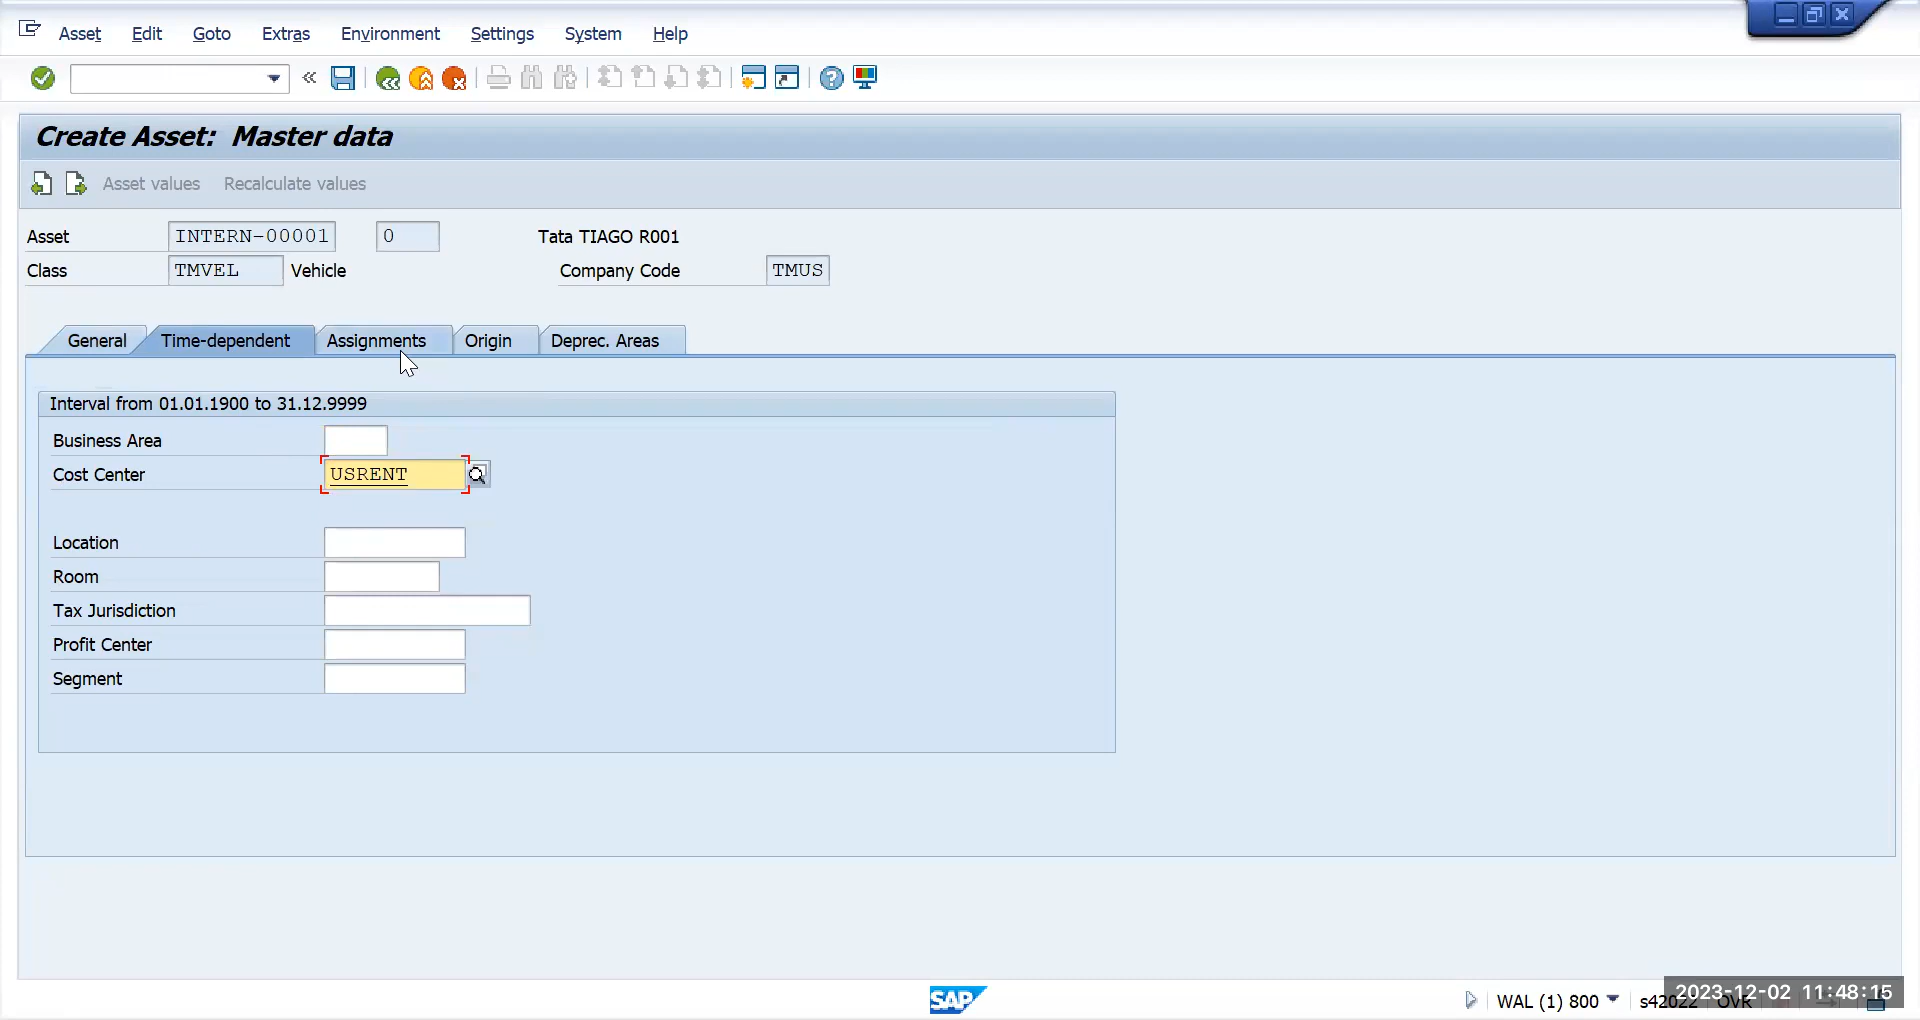 Asset Edit Goto Extras Environment Settings System Help
Create Asset: Master data
Asset values Recalculate values
Asset INTERN-00001 0 Tata TIAGO R001
Class TMVEL Vehicle Company Code TMUS
General Time-dependent Assignments Origin Deprec. Areas
Interval from 01.01.1900 to 31.12.9999
Business Area
Cost Center USRENT
Location
Room
Tax Jurisdiction
Profit Center
Segment
SAP
WAL (1) 800 s42022 OVR
2023-12-02 11:48:15